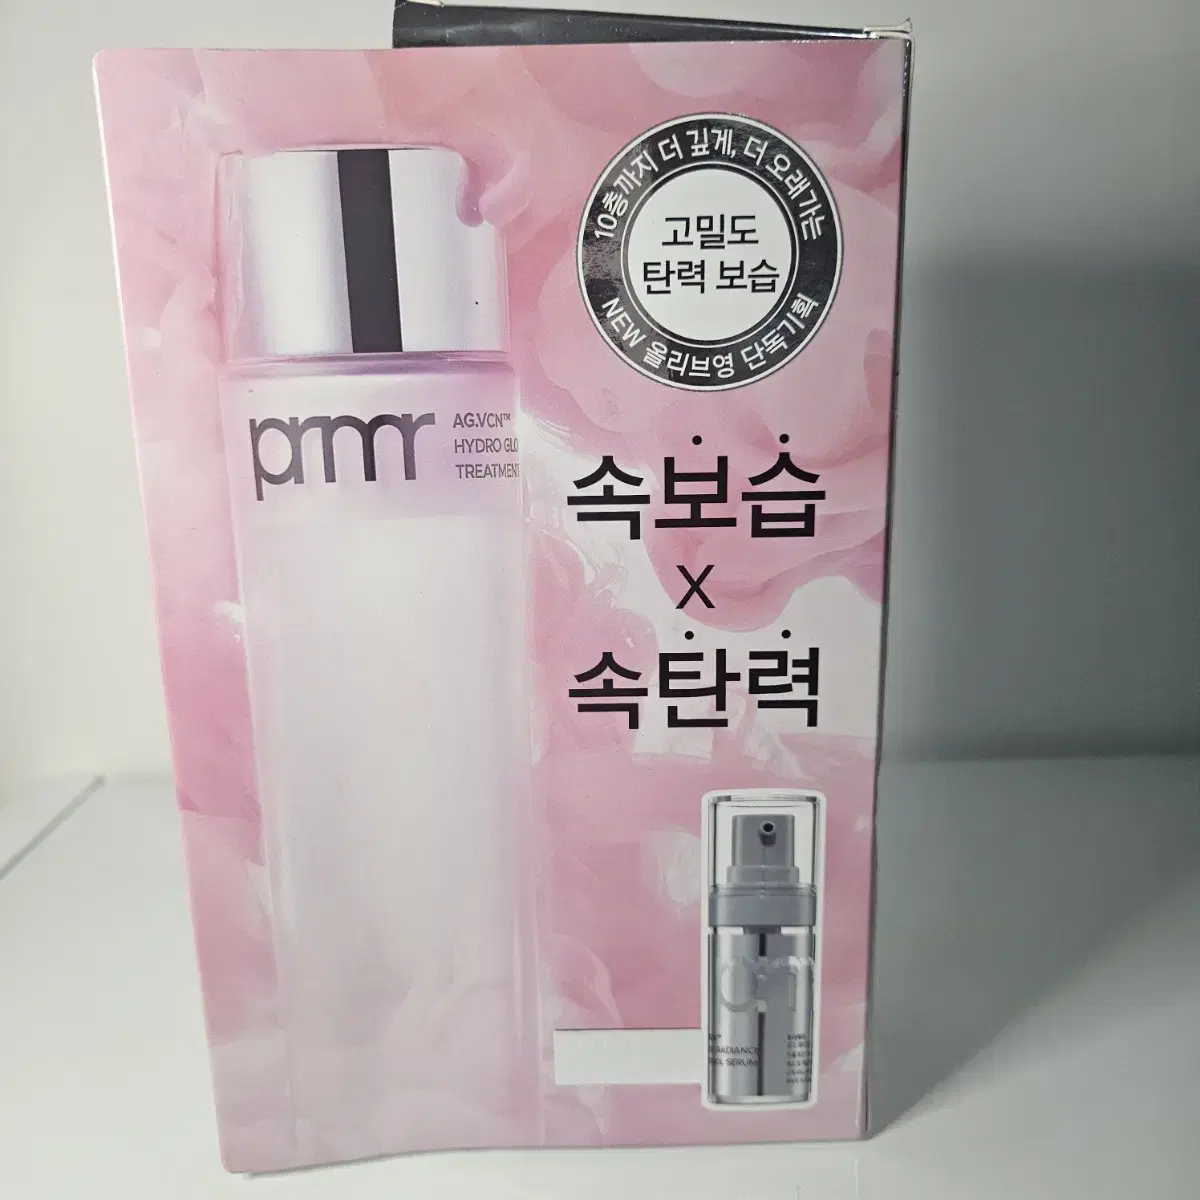 10층까지 더 깊게, 더 오래가는
고밀도
탄력 보습
NEW 올리브영 단독기획
prmr
AG.VCN™
HYDRO GLO
TREATMENT
속보습
x
속탄력
RADIANCE
SERUM